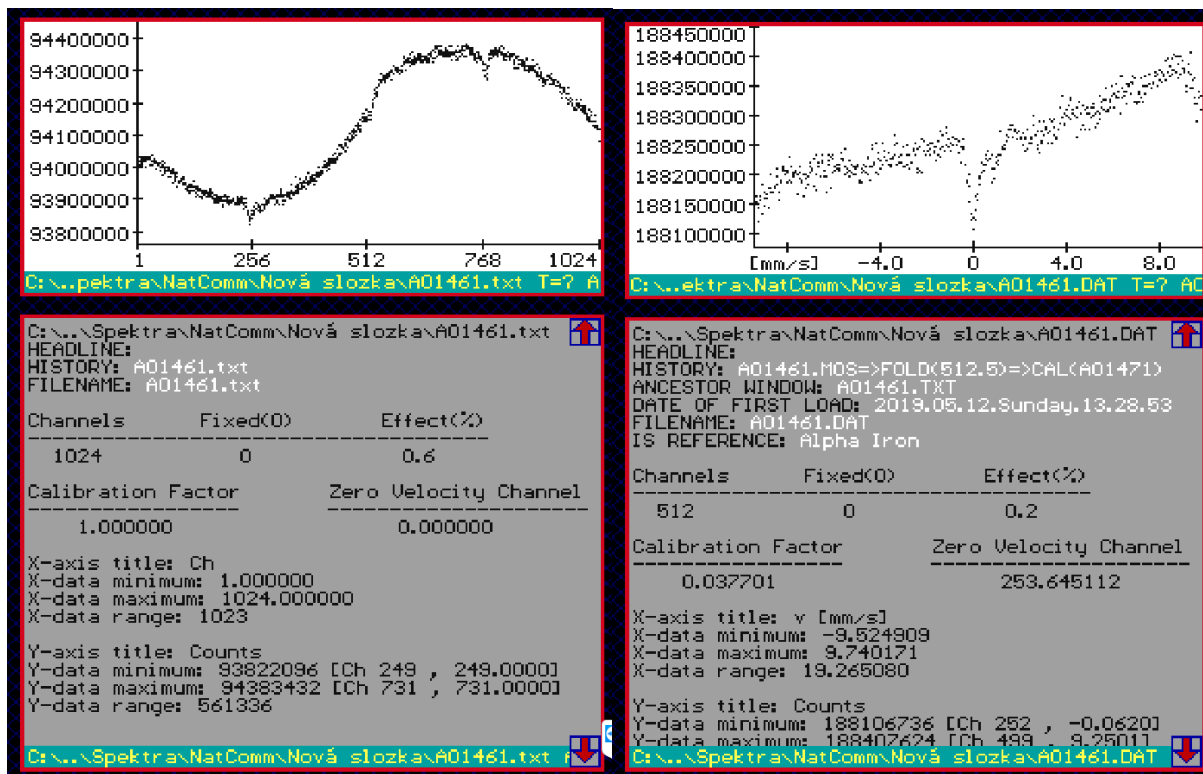 94400000
94300000
94200000
94100000
94000000
93900000
93800000
1 256 512 768 1024
C:\..pektra\NatComm\Nová slozka\A01461.txt T=? A
C:\..\Spektra\NatComm\Nová slozka\A01461.txt
HEADLINE:
HISTORY: A01461.txt
FILENAME: A01461.txt
Channels Fixed(0) Effect(%)
1024 0 0.6
Calibration Factor Zero Velocity Channel
1.000000 0.000000
X-axis title: Ch
X-data minimum: 1.000000
X-data maximum: 1024.000000
X-data range: 1023
Y-axis title: Counts
Y-data minimum: 93822096 [Ch 249 , 249.0000]
Y-data maximum: 94383432 [Ch 731 , 731.0000]
Y-data range: 561336
C:\..\Spektra\NatComm\Nová slozka\A01461.txt
188450000
188400000
188350000
188300000
188250000
188200000
188150000
188100000
[mm/s] -4.0 0 4.0 8.0
C:\..ektra\NatComm\Nová slozka\A01461.DAT T=? AC
C:\..\Spektra\NatComm\Nová slozka\A01461.DAT
HEADLINE:
HISTORY: A01461.MOS=>FOLD(512.5)=>CAL(A01471)
ANCESTOR WINDOW: A01461.TXT
DATE OF FIRST LOAD: 2019.05.12.Sunday.13.28.53
FILENAME: A01461.DAT
IS REFERENCE: Alpha Iron
Channels Fixed(0) Effect(%)
512 0 0.2
Calibration Factor Zero Velocity Channel
0.037701 253.645112
X-axis title: v [mm/s]
X-data minimum: -9.524909
X-data maximum: 9.740171
X-data range: 19.265080
Y-axis title: Counts
Y-data minimum: 188106736 [Ch 252 , -0.0620]
Y-data maximum: 188407624 [Ch 499 , 9.2501]
C:\..\Spektra\NatComm\Nová slozka\A01461.DAT